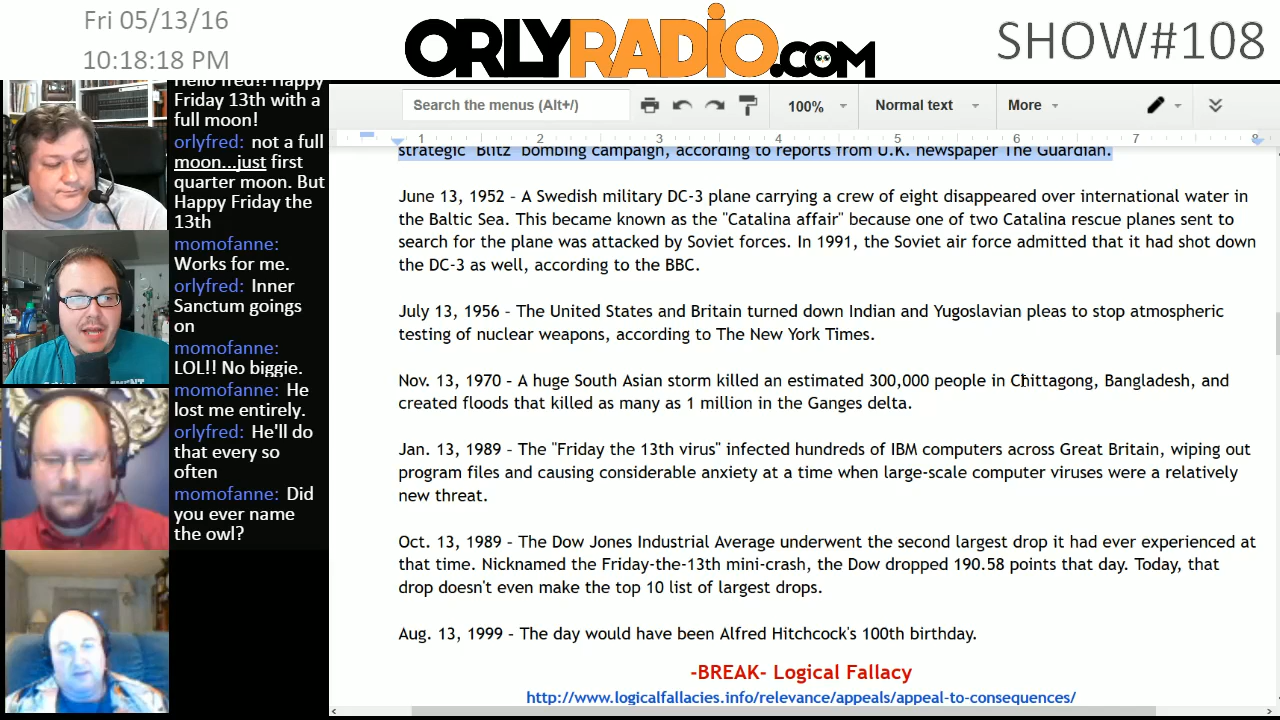 Fri 05/13/16
10:18:18 PM
ORLYRADIO.COM
SHOW#108
Hello fred!! Happy
Friday 13th with a
full moon!
orlyfred: not a full
moon...just first
quarter moon. But
Happy Friday the
13th
momofanne:
Works for me.
orlyfred: Inner
Sanctum goings
on
momofanne:
LOL!! No biggie.
momofanne: He
lost me entirely.
orlyfred: He'll do
that every so
often
momofanne: Did
you ever name
the owl?
Search the menus (Alt+/)
100%
Normal text
More
1 2 3 4 5 6 7 8
strategic "Blitz" bombing campaign, according to reports from U.K. newspaper The Guardian.
June 13, 1952 - A Swedish military DC-3 plane carrying a crew of eight disappeared over international water in
the Baltic Sea. This became known as the "Catalina affair" because one of two Catalina rescue planes sent to
search for the plane was attacked by Soviet forces. In 1991, the Soviet air force admitted that it had shot down
the DC-3 as well, according to the BBC.
July 13, 1956 - The United States and Britain turned down Indian and Yugoslavian pleas to stop atmospheric
testing of nuclear weapons, according to The New York Times.
Nov. 13, 1970 - A huge South Asian storm killed an estimated 300,000 people in Chittagong, Bangladesh, and
created floods that killed as many as 1 million in the Ganges delta.
Jan. 13, 1989 - The "Friday the 13th virus" infected hundreds of IBM computers across Great Britain, wiping out
program files and causing considerable anxiety at a time when large-scale computer viruses were a relatively
new threat.
Oct. 13, 1989 - The Dow Jones Industrial Average underwent the second largest drop it had ever experienced at
that time. Nicknamed the Friday-the-13th mini-crash, the Dow dropped 190.58 points that day. Today, that
drop doesn't even make the top 10 list of largest drops.
Aug. 13, 1999 - The day would have been Alfred Hitchcock's 100th birthday.
-BREAK- Logical Fallacy
http://www.logicalfallacies.info/relevance/appeals/appeal-to-consequences/